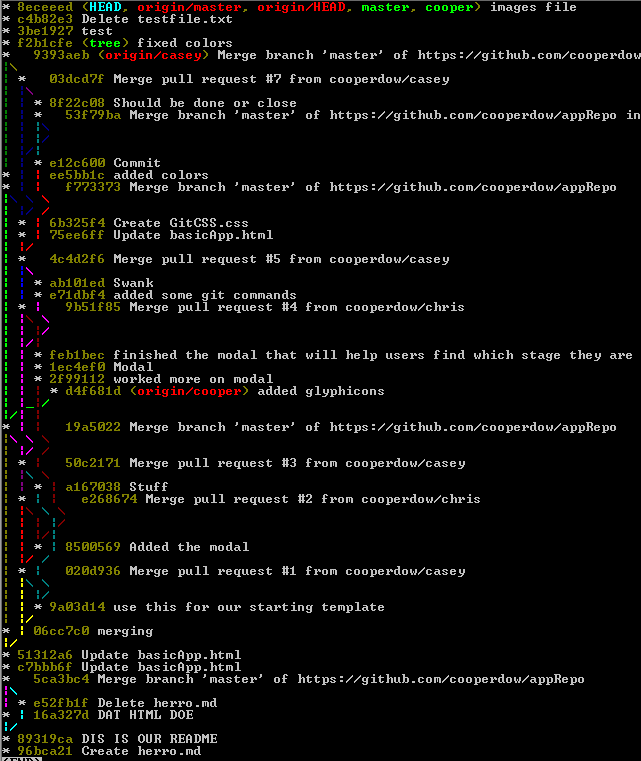 * 8eceeed (HEAD, origin/master, origin/HEAD, master, cooper) images file
* c4b82e3 Delete testfile.txt
* 3be1927 test
* f2b1cfe (tree) fixed colors
* 9393aeb (origin/casey) Merge branch 'master' of https://github.com/cooperdow
* 03dcd7f Merge pull request #7 from cooperdow/casey
* 8f22c08 Should be done or close
* 53f79ba Merge branch 'master' of https://github.com/cooperdow/appRepo in
* e12c600 Commit
* ee5bb1c added colors
* f773373 Merge branch 'master' of https://github.com/cooperdow/appRepo
* 6b325f4 Create GitCSS.css
* 75ee6ff Update basicApp.html
* 4c4d2f6 Merge pull request #5 from cooperdow/casey
* ab101ed Swank
* e71dbf4 added some git commands
* 9b51f85 Merge pull request #4 from cooperdow/chris
* feb1bec finished the modal that will help users find which stage they are
* 1ec4ef0 Modal
* 2f99112 worked more on modal
* d4f681d (origin/cooper) added glyphicons
* 19a5022 Merge branch 'master' of https://github.com/cooperdow/appRepo
* 50c2171 Merge pull request #3 from cooperdow/casey
* a167038 Stuff
* e268674 Merge pull request #2 from cooperdow/chris
* 8500569 Added the modal
* 020d936 Merge pull request #1 from cooperdow/casey
* 9a03d14 use this for our starting template
* 06cc7c0 merging
* 51312a6 Update basicApp.html
* c7bbb6f Update basicApp.html
* 5ca3bc4 Merge branch 'master' of https://github.com/cooperdow/appRepo
* e52fb1f Delete herro.md
* 16a327d DAT HTML DOE
* 89319ca DIS IS OUR README
* 96bca21 Create herro.md
(END)